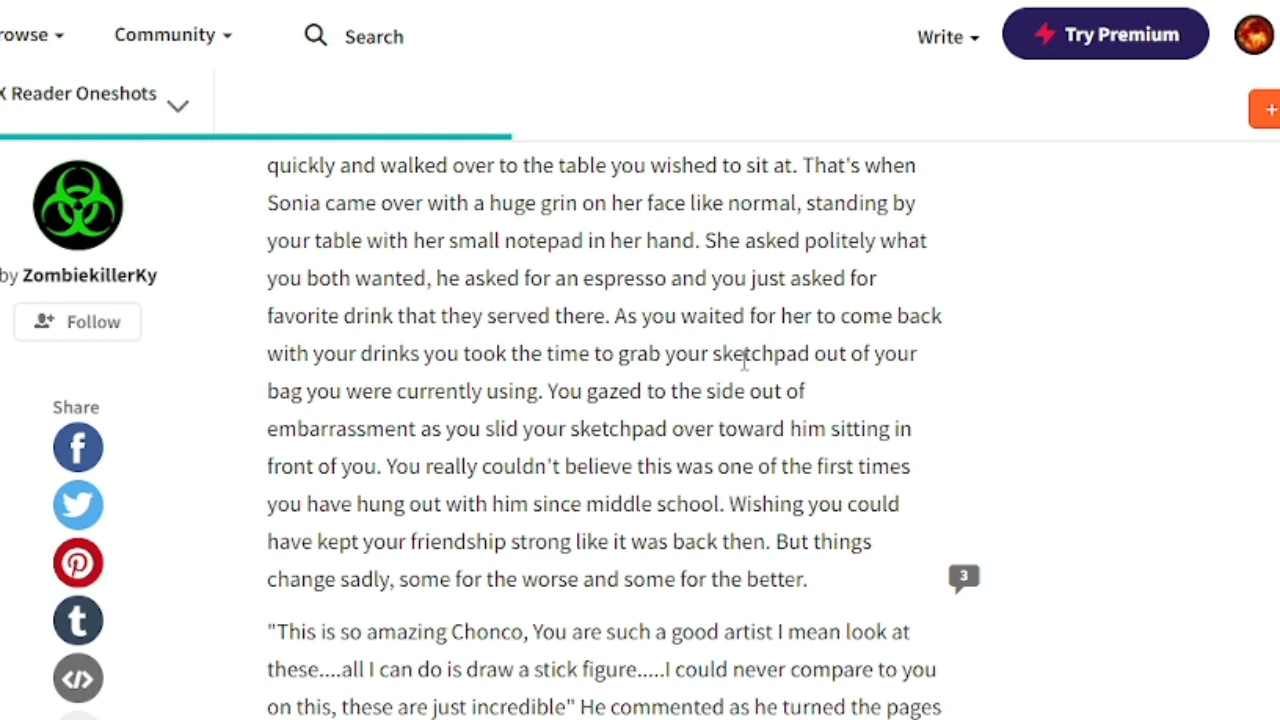 rowse
Community
Search
Write
Try Premium
X Reader Oneshots
+
by ZombiekillerKy
Follow
Share
quickly and walked over to the table you wished to sit at. That's when
Sonia came over with a huge grin on her face like normal, standing by
your table with her small notepad in her hand. She asked politely what
you both wanted, he asked for an espresso and you just asked for
favorite drink that they served there. As you waited for her to come back
with your drinks you took the time to grab your sketchpad out of your
bag you were currently using. You gazed to the side out of
embarrassment as you slid your sketchpad over toward him sitting in
front of you. You really couldn't believe this was one of the first times
you have hung out with him since middle school. Wishing you could
have kept your friendship strong like it was back then. But things
change sadly, some for the worse and some for the better.
3
"This is so amazing Chonco, You are such a good artist I mean look at
these....all I can do is draw a stick figure.....I could never compare to you
on this, these are just incredible" He commented as he turned the pages